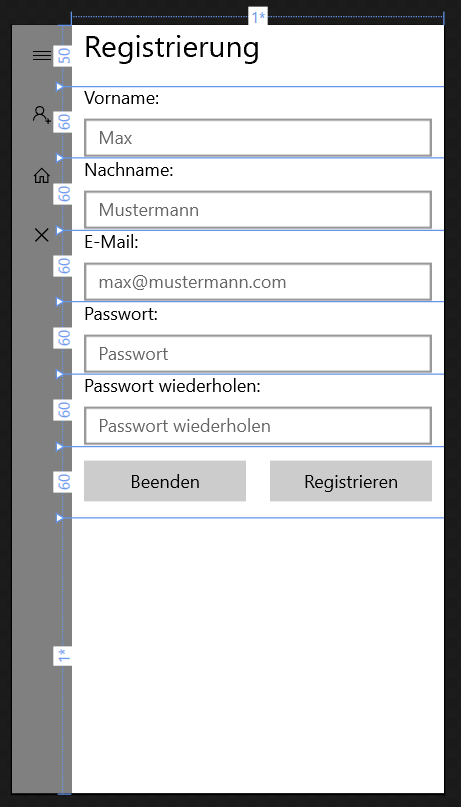 1*
50
Registrierung
Vorname:
60
Max
Nachname:
60
Mustermann
E-Mail:
60
max@mustermann.com
Passwort:
60
Passwort
Passwort wiederholen:
60
Passwort wiederholen
60
Beenden
Registrieren
1*